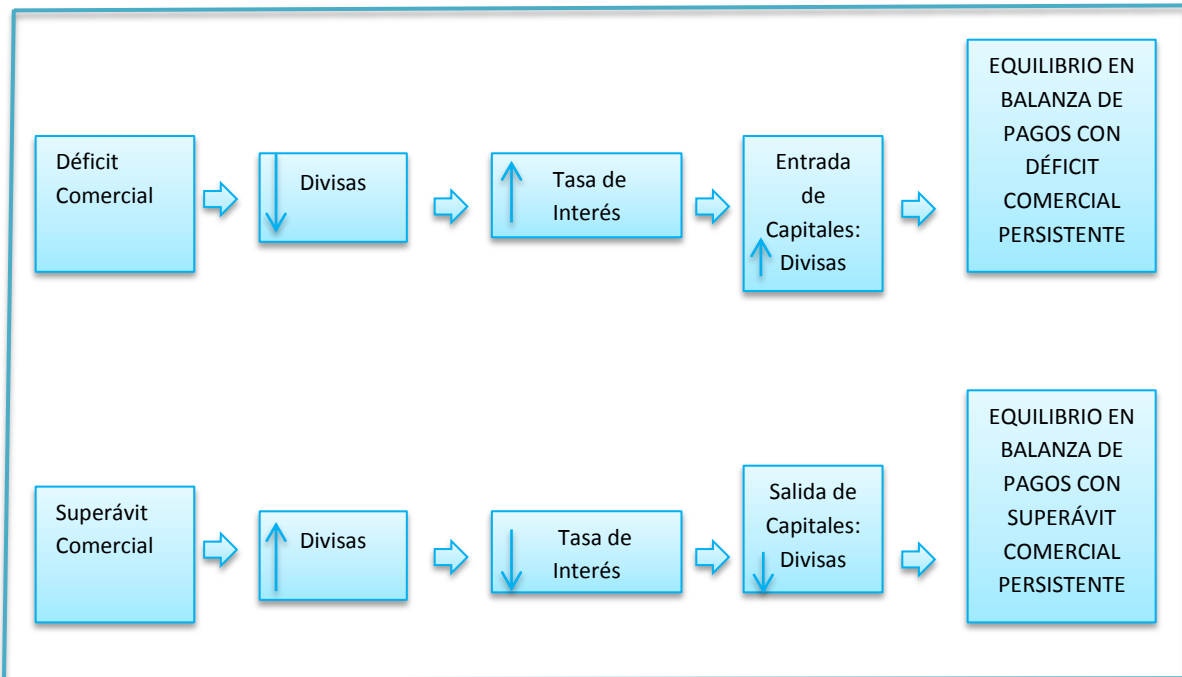 Déficit
Comercial
Divisas
Tasa de
Interés
Entrada
de
Capitales:
Divisas
EQUILIBRIO EN
BALANZA DE
PAGOS CON
DÉFICIT
COMERCIAL
PERSISTENTE
Superávit
Comercial
Divisas
Tasa de
Interés
Salida de
Capitales:
Divisas
EQUILIBRIO EN
BALANZA DE
PAGOS CON
SUPERÁVIT
COMERCIAL
PERSISTENTE